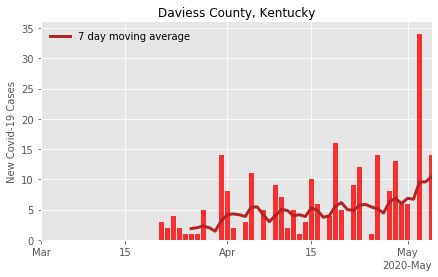 Daviess County, Kentucky
7 day moving average
New Covid-19 Cases
35
30
25
20
15
10
5
0
Mar 15 Apr 15 May
2020-May